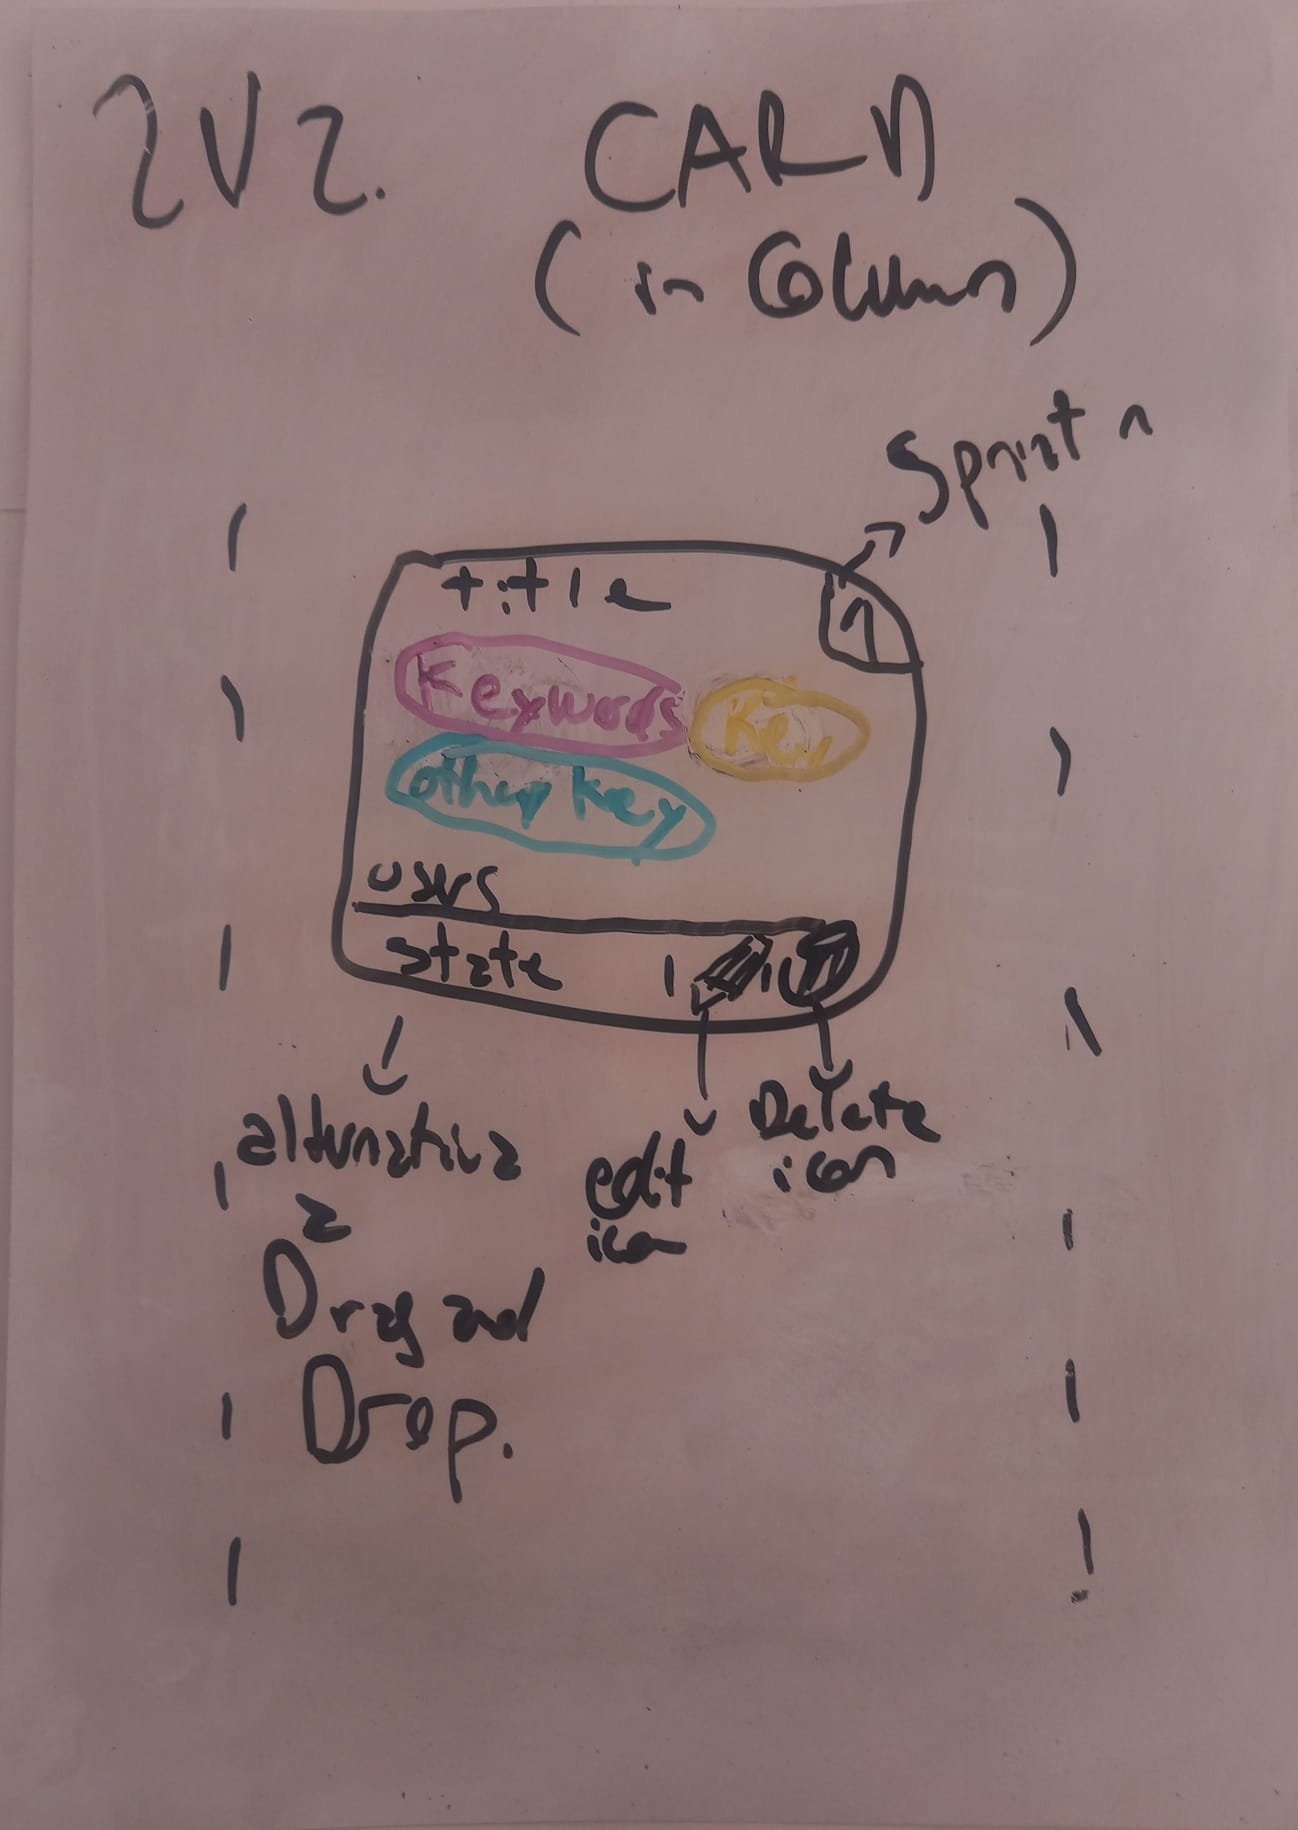 2V2. CARD
(in Column)
Sprint n
title
1
Keywords
Key
other Key
users
state
alternativa
a
Drag and
Drop.
edit
icon
Delete
icon